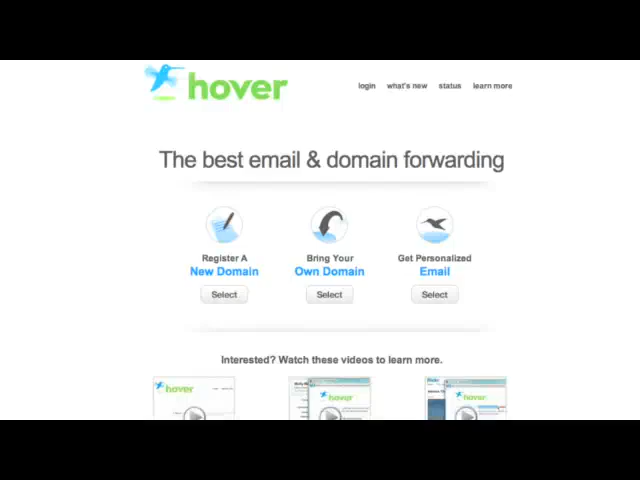 hover
login what's new status learn more
The best email & domain forwarding
Register A Bring Your Get Personalized
New Domain Own Domain Email
Select Select Select
Interested? Watch these videos to learn more.
hover hover hover